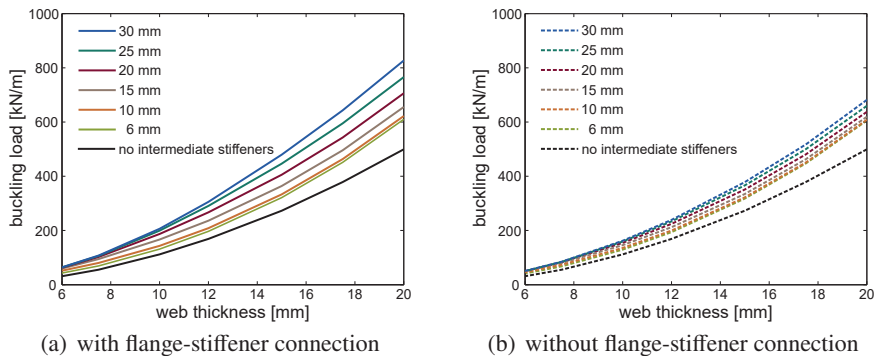 1000
800
600
400
200
0
buckling load [kN/m]
30 mm
25 mm
20 mm
15 mm
10 mm
6 mm
no intermediate stiffeners
6 8 10 12 14 16 18 20
web thickness [mm]
(a) with flange-stiffener connection
1000
800
600
400
200
0
buckling load [kN/m]
30 mm
25 mm
20 mm
15 mm
10 mm
6 mm
no intermediate stiffeners
6 8 10 12 14 16 18 20
web thickness [mm]
(b) without flange-stiffener connection